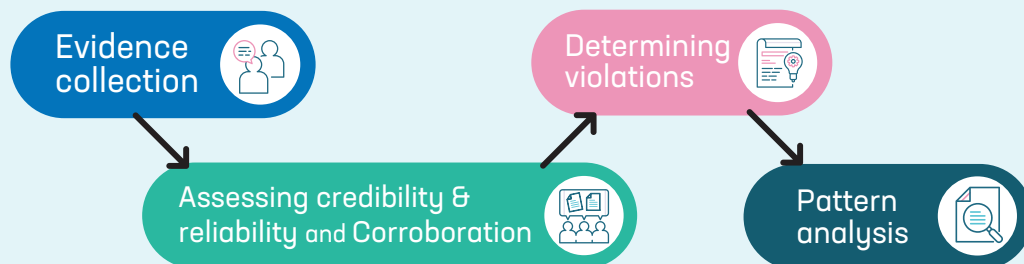 Evidence
collection
Assessing credibility &
reliability and Corroboration
Determining
violations
Pattern
analysis